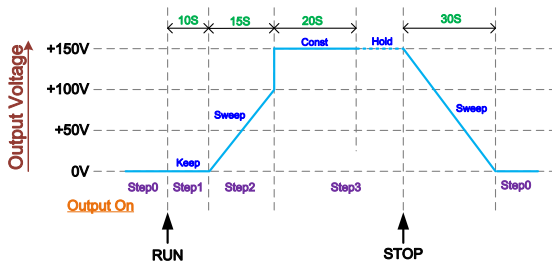 10S 15S 20S 30S
Output Voltage
+150V
Const Hold
+100V
Sweep Sweep
+50V
Keep
0V
Step0 Step1 Step2 Step3 Step0
Output On
RUN STOP